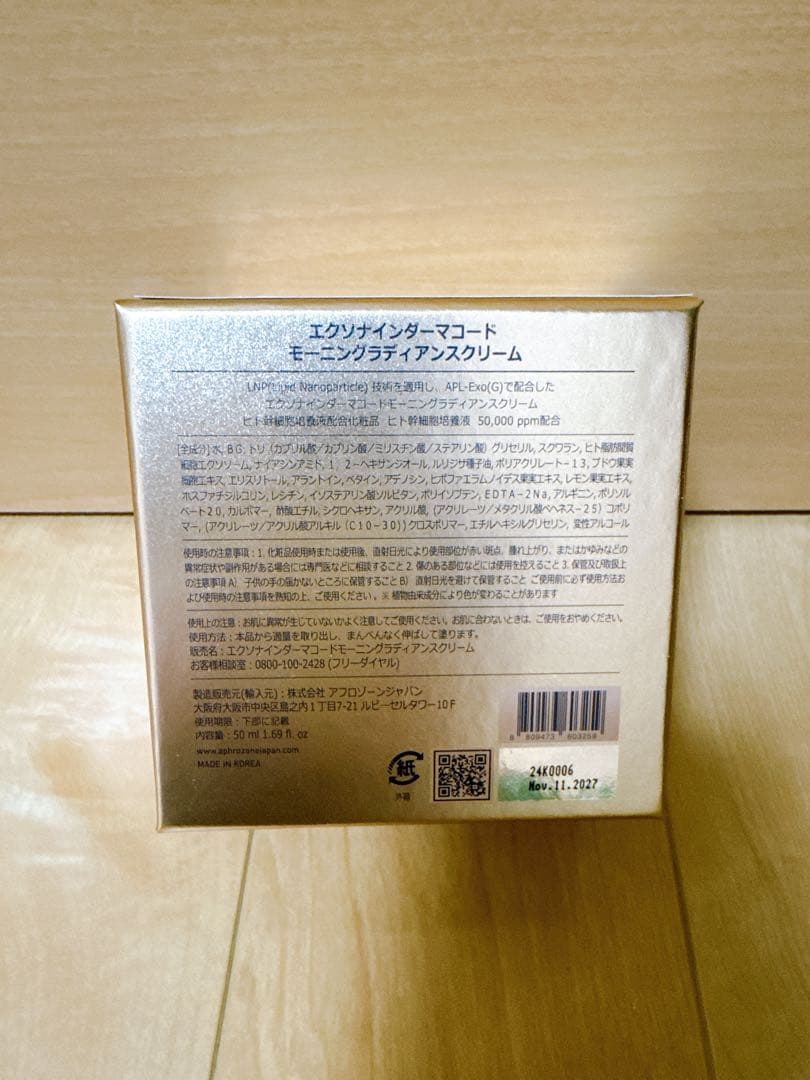 エクソナインダーマコード
モーニングラディアンスクリーム
LNP(Lipid Nanoparticle) 技術を適用し、APL-Exo(G)で配合した
エクソナインダーマコードモーニングラディアンスクリーム
ヒト幹細胞培養液配合化粧品 ヒト幹細胞培養液 50,000 ppm配合
[全成分] 水, ＢＧ, トリ（カプリル酸／カプリン酸／ミリスチン酸／ステアリン酸）グリセリル, スクワラン, ヒト脂肪間質
細胞エクソソーム, ナイアシンアミド, １，２－ヘキサンジオール, ルリジサ種子油, ポリアクリレート－１３, ブドウ果実
細胞エキス, エリスリトール, アラントイン, ベタイン, アデノシン, ヒポファエラムノイデス果実エキス, レモン果実エキス,
ホスファチジルコリン, レシチン, イソステアリン酸ソルビタン, ポリイソブテン, ＥＤＴＡ－２Ｎａ, アルギニン, ポリソル
ベート２０, カルボマー, 酢酸エチル, シクロヘキサン, アクリル酸, （アクリレーツ／メタクリル酸ベヘネス－２５）コポリ
マー, （アクリレーツ／アクリル酸アルキル（Ｃ１０－３０））クロスポリマー, エチルヘキシルグリセリン, 変性アルコール
使用時の注意事項：1. 化粧品使用時または使用後、直射日光により使用部位が赤い斑点、腫れ上がり、またはかゆみなどの
異常症状や副作用がある場合には専門医などに相談すること 2. 傷のある部位などには使用を控えること 3. 保管及び取扱上
の注意事項 A）子供の手の届かないところに保管すること B） 直射日光を避けて保管すること ご使用前に必ず使用方法お
よび使用時の注意事項を熟知の上、ご使用ください。※ 植物由来成分により色が変わることがあります
使用上の注意：お肌に異常が生じていないかよく注意してご使用ください。お肌に合わないときは、ご使用をおやめください。
使用方法：本品から適量を取り出し、まんべんなく伸ばして塗ります。
販売名：エクソナインダーマコードモーニングラディアンスクリーム
お客様相談室：0800-100-2428 (フリーダイヤル)
製造販売元(輸入元)：株式会社 アフロゾーンジャパン
大阪府大阪市中央区島之内１丁目7-21 ルビーセルタワー10Ｆ
使用期限：下部に記載
内容量：50 ml 1.69 fl. oz
www.aphrozonejapan.com
MADE IN KOREA
紙
外箱
8 809473 603258
24K0006
Nov.11.2027